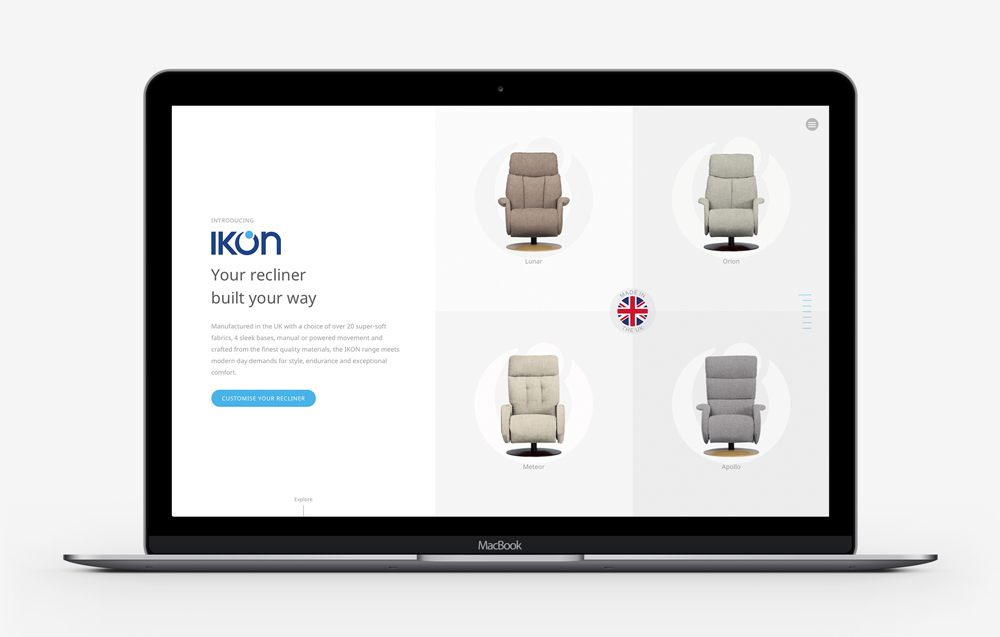 INTRODUCING
IKON
Your recliner
built your way
Manufactured in the UK with a choice of over 20 super-soft
fabrics, 4 sleek bases, manual or powered movement and
crafted from the finest quality materials, the IKON range meets
modern day demands for style, endurance and exceptional
comfort.
CUSTOMISE YOUR RECLINER
Explore
Lunar
Orion
MADE IN
THE UK
Meteor
Apollo
MacBook